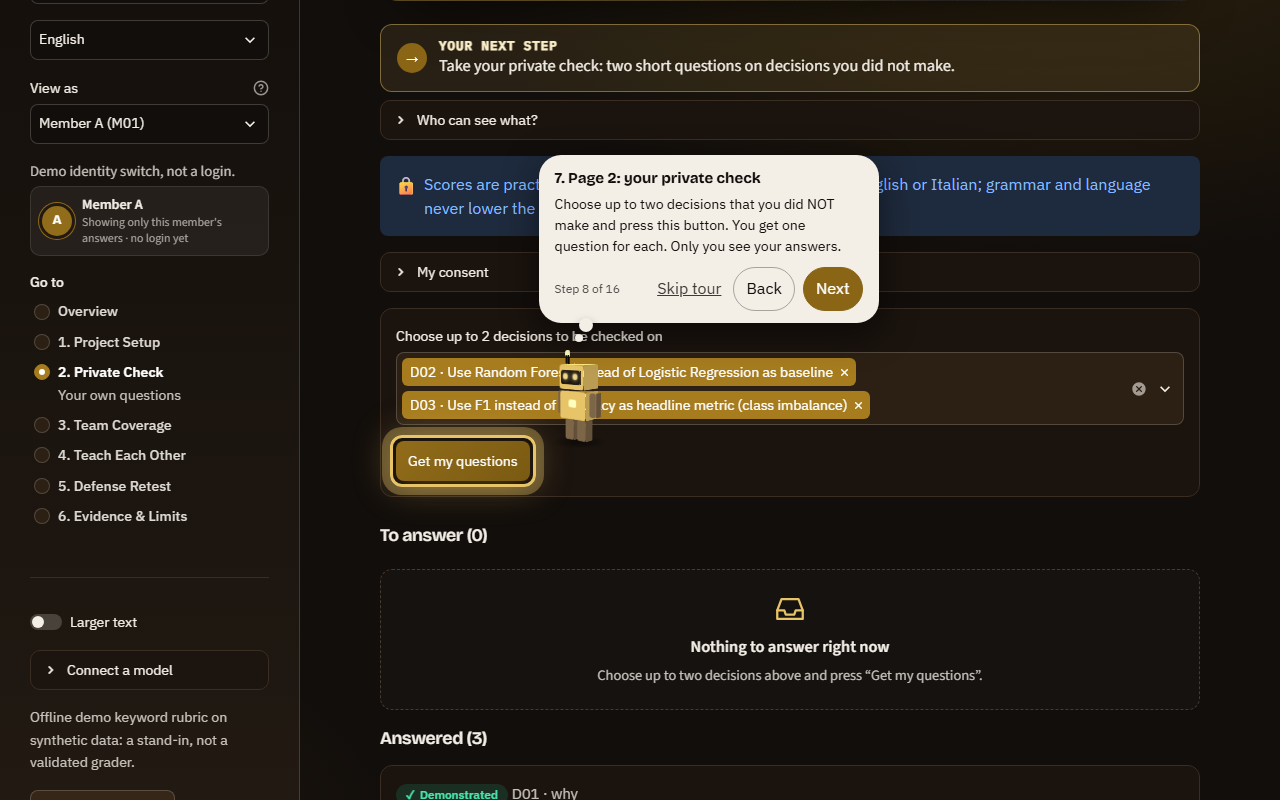 English
View as
Member A (M01)
Demo identity switch, not a login.
A
Member A
Showing only this member's
answers · no login yet
Go to
Overview
1. Project Setup
2. Private Check
Your own questions
3. Team Coverage
4. Teach Each Other
5. Defense Retest
6. Evidence & Limits
Larger text
Connect a model
Offline demo keyword rubric on
synthetic data: a stand-in, not a
validated grader.
YOUR NEXT STEP
→ Take your private check: two short questions on decisions you did not make.
Who can see what?
Scores are
glish or Italian; grammar and language
never lower the
7. Page 2: your private check
Choose up to two decisions that you did NOT
make and press this button. You get one
question for each. Only you see your answers.
Step 8 of 16
Skip tour
Back
Next
My consent
Choose up to 2 decisions to be checked on
D02 · Use Random ead of Logistic Regression as baseline ×
D03 · Use F1 instead of cy as headline metric (class imbalance) ×
Get my questions
To answer (0)
Nothing to answer right now
Choose up to two decisions above and press “Get my questions”.
Answered (3)
✓ Demonstrated D01 · why